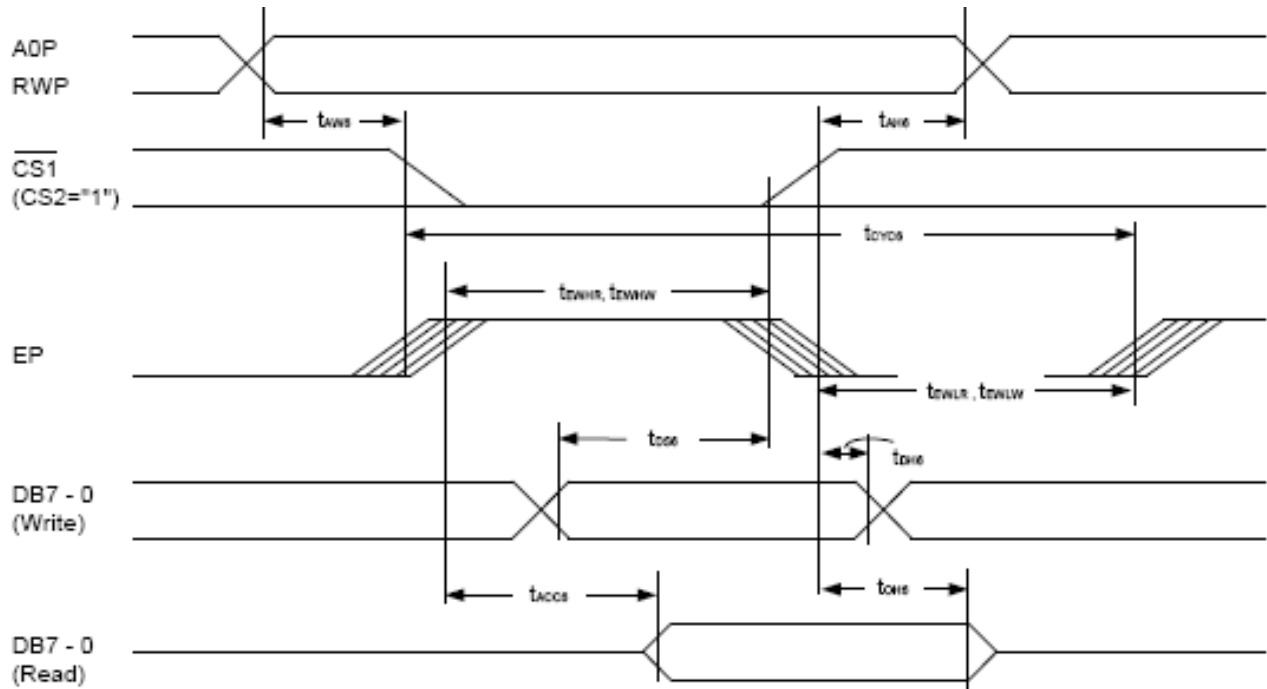 A0P
RWP
tAW6
tAH6
CS1
(CS2="1")
tCYC6
tEWHR, tEWHW
EP
tEWLR , tEWLW
tDS6
tDH6
DB7 - 0
(Write)
tACC6
tOH6
DB7 - 0
(Read)